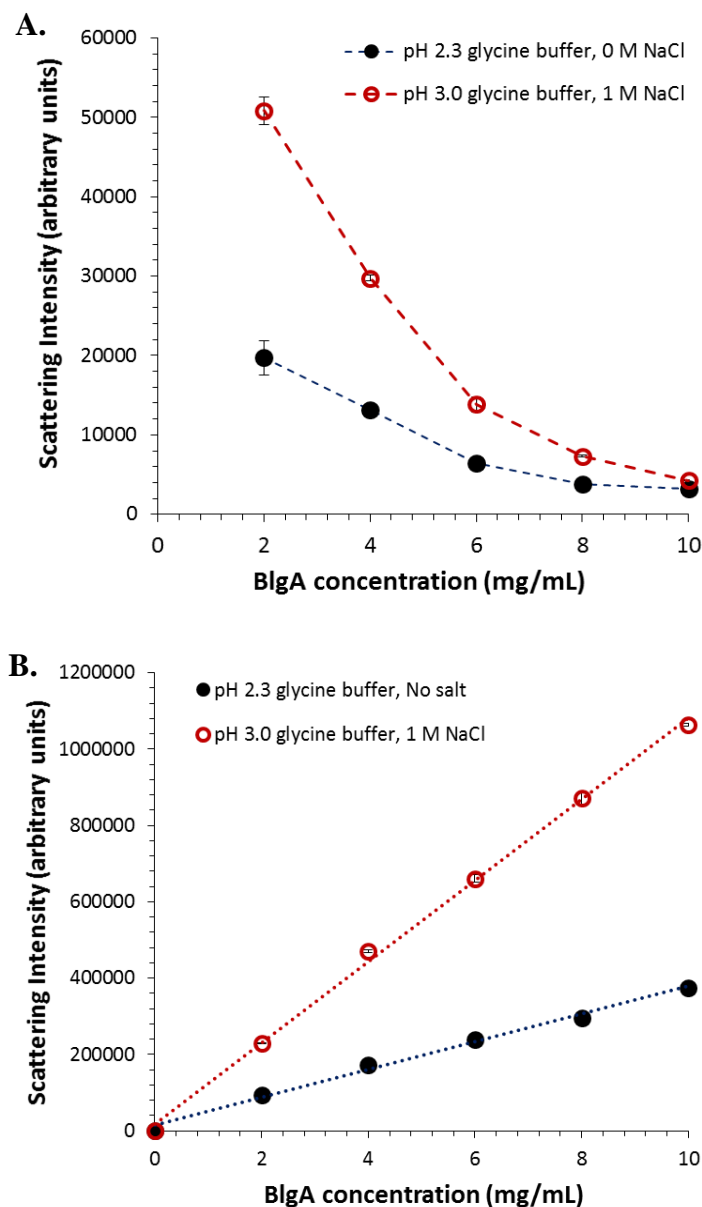 A.
60000
50000
40000
30000
20000
10000
0
Scattering Intensity (arbitrary units)
pH 2.3 glycine buffer, 0 M NaCl
pH 3.0 glycine buffer, 1 M NaCl
0 2 4 6 8 10
BlgA concentration (mg/mL)
B.
1200000
1000000
800000
600000
400000
200000
0
Scattering Intensity (arbitrary units)
pH 2.3 glycine buffer, No salt
pH 3.0 glycine buffer, 1 M NaCl
0 2 4 6 8 10
BlgA concentration (mg/mL)